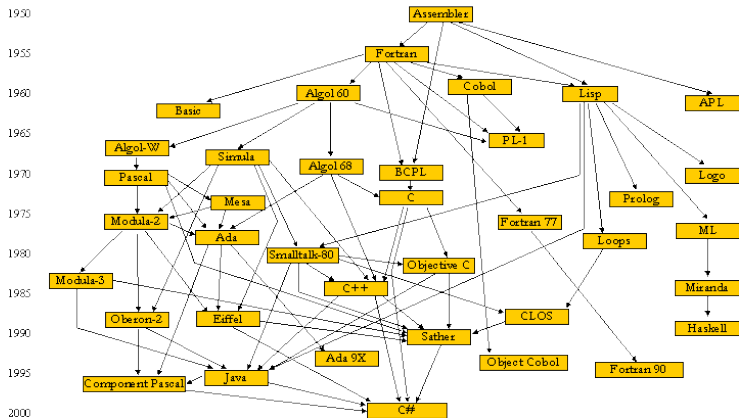 1950
Assembler
1955
Fortran
Cobol
Algol 60
Lisp
1960
Basic
APL
1965
PL-1
Algol-W
Simula
Algol 68
BCPL
1970
Pascal
Logo
C
Prolog
Mesa
1975
Modula-2
Fortran 77
ML
Ada
Loops
1980
Smalltalk-80
Objective C
Modula-3
C++
Miranda
1985
Oberon-2
Eiffel
CLOS
Haskell
1990
Sather
Ada 9X
Object Cobol
Fortran 90
1995
Component Pascal
Java
C#
2000